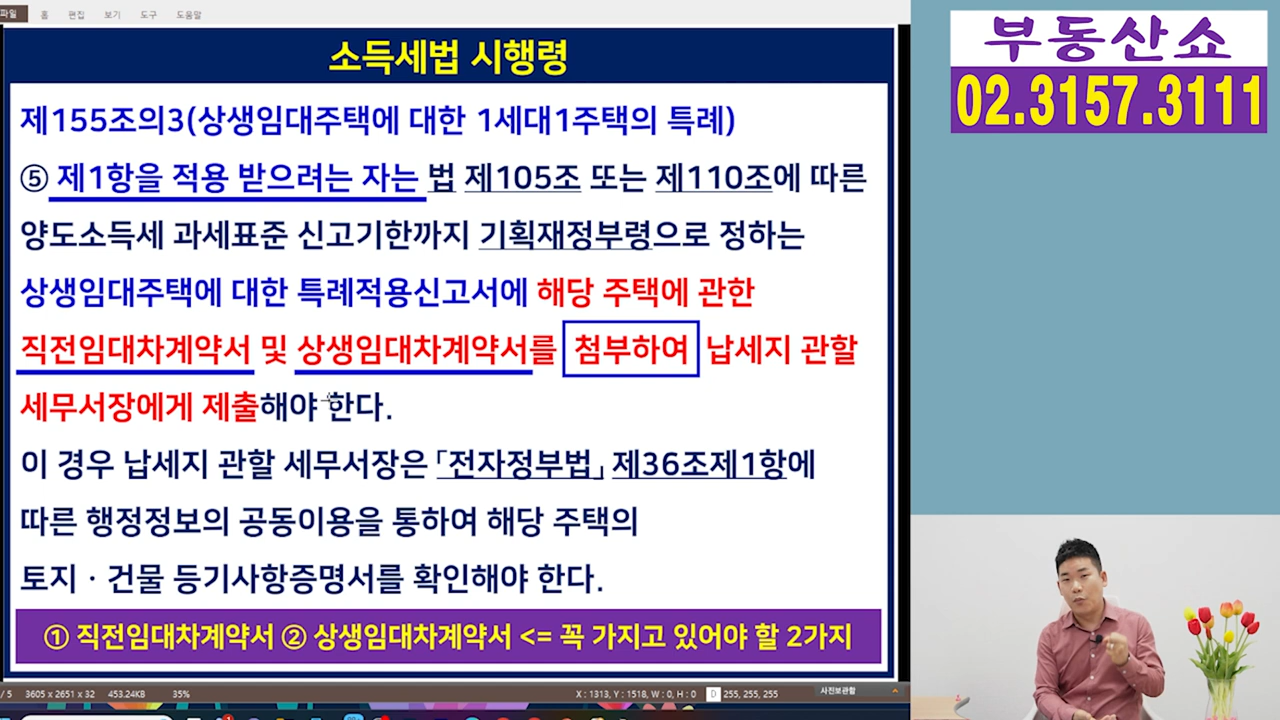 파일 홈 편집 보기 도구 도움말
부동산쇼
02.3157.3111
소득세법 시행령
제155조의3(상생임대주택에 대한 1세대1주택의 특례)
⑤ 제1항을 적용 받으려는 자는 법 제105조 또는 제110조에 따른
양도소득세 과세표준 신고기한까지 기획재정부령으로 정하는
상생임대주택에 대한 특례적용신고서에 해당 주택에 관한
직전임대차계약서 및 상생임대차계약서를 첨부하여 납세지 관할
세무서장에게 제출해야 한다.
이 경우 납세지 관할 세무서장은 「전자정부법」 제36조제1항에
따른 행정정보의 공동이용을 통하여 해당 주택의
토지 · 건물 등기사항증명서를 확인해야 한다.
① 직전임대차계약서 ② 상생임대차계약서 <= 꼭 가지고 있어야 할 2가지
/ 5 3605 x 2651 x 32 453.24KB 35% X : 1313, Y : 1518, W : 0, H : 0 D 255, 255, 255 사진보관함